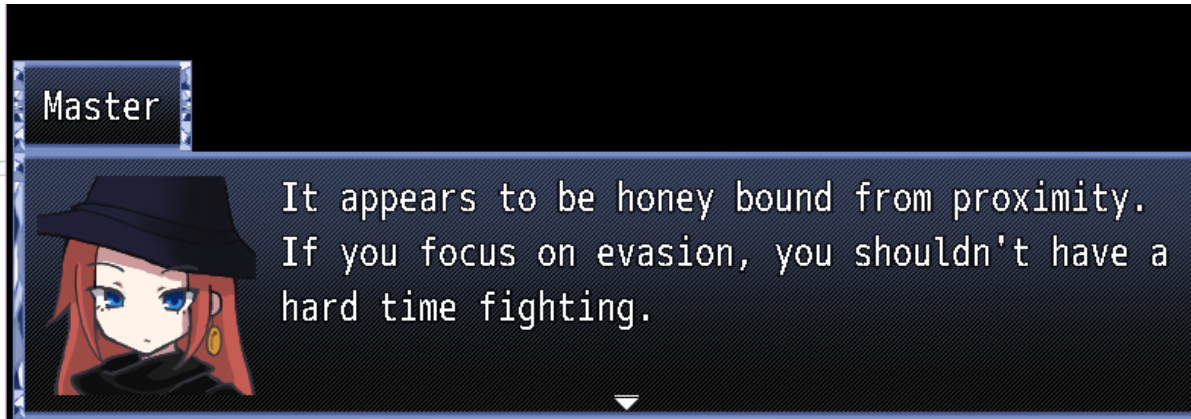 Master
It appears to be honey bound from proximity.
If you focus on evasion, you shouldn't have a
hard time fighting.